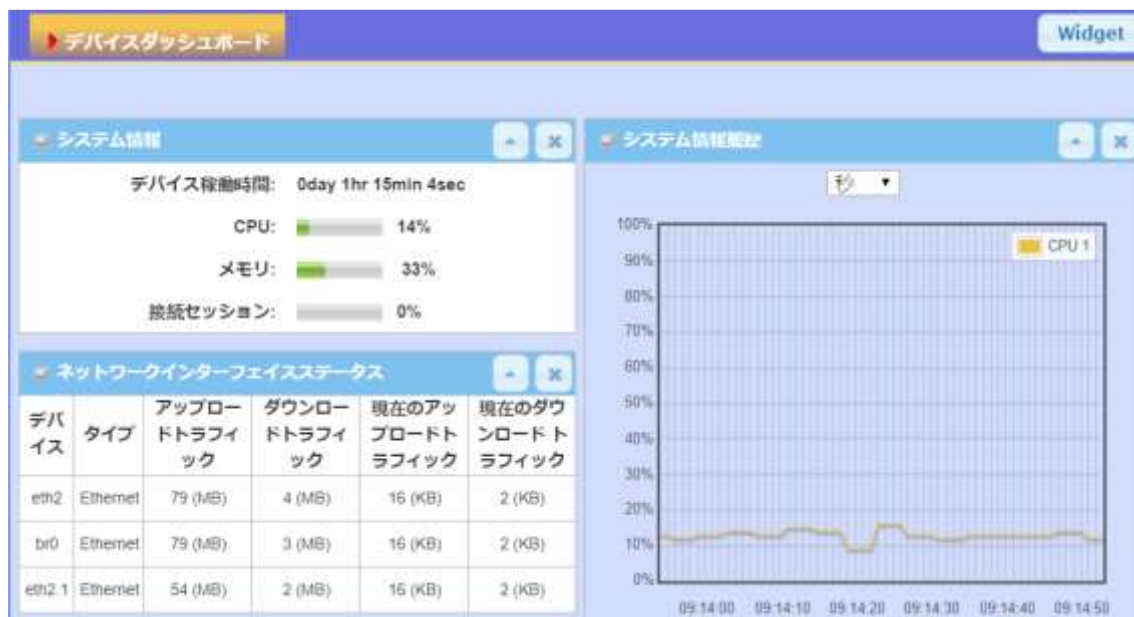 デバイスダッシュボード
Widget
システム情報
デバイス稼働時間: 0day 1hr 15min 4sec
CPU: 14%
メモリ: 33%
接続セッション: 0%
ネットワークインターフェイスステータス
デバイス
タイプ
アップロードトラフィック
ダウンロードトラフィック
現在のアップロードトラフィック
現在のダウンロード トラフィック
eth2 Ethernet 79 (MB) 4 (MB) 16 (KB) 2 (KB)
br0 Ethernet 79 (MB) 3 (MB) 16 (KB) 2 (KB)
eth2.1 Ethernet 54 (MB) 2 (MB) 16 (KB) 2 (KB)
システム情報履歴
秒
CPU 1
100%
90%
80%
70%
60%
50%
40%
30%
20%
10%
0%
09:14:00 09:14:10 09:14:20 09:14:30 09:14:40 09:14:50